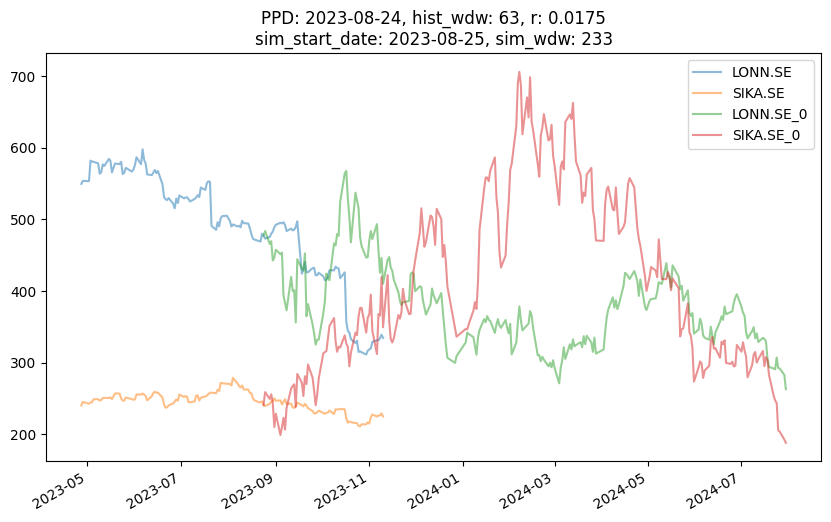 PPD: 2023-08-24, hist_wdw: 63, r: 0.0175
sim_start_date: 2023-08-25, sim_wdw: 233
LONN.SE
SIKA.SE
LONN.SE_0
SIKA.SE_0
700
600
500
400
300
200
2023-05
2023-07
2023-09
2023-11
2024-01
2024-03
2024-05
2024-07